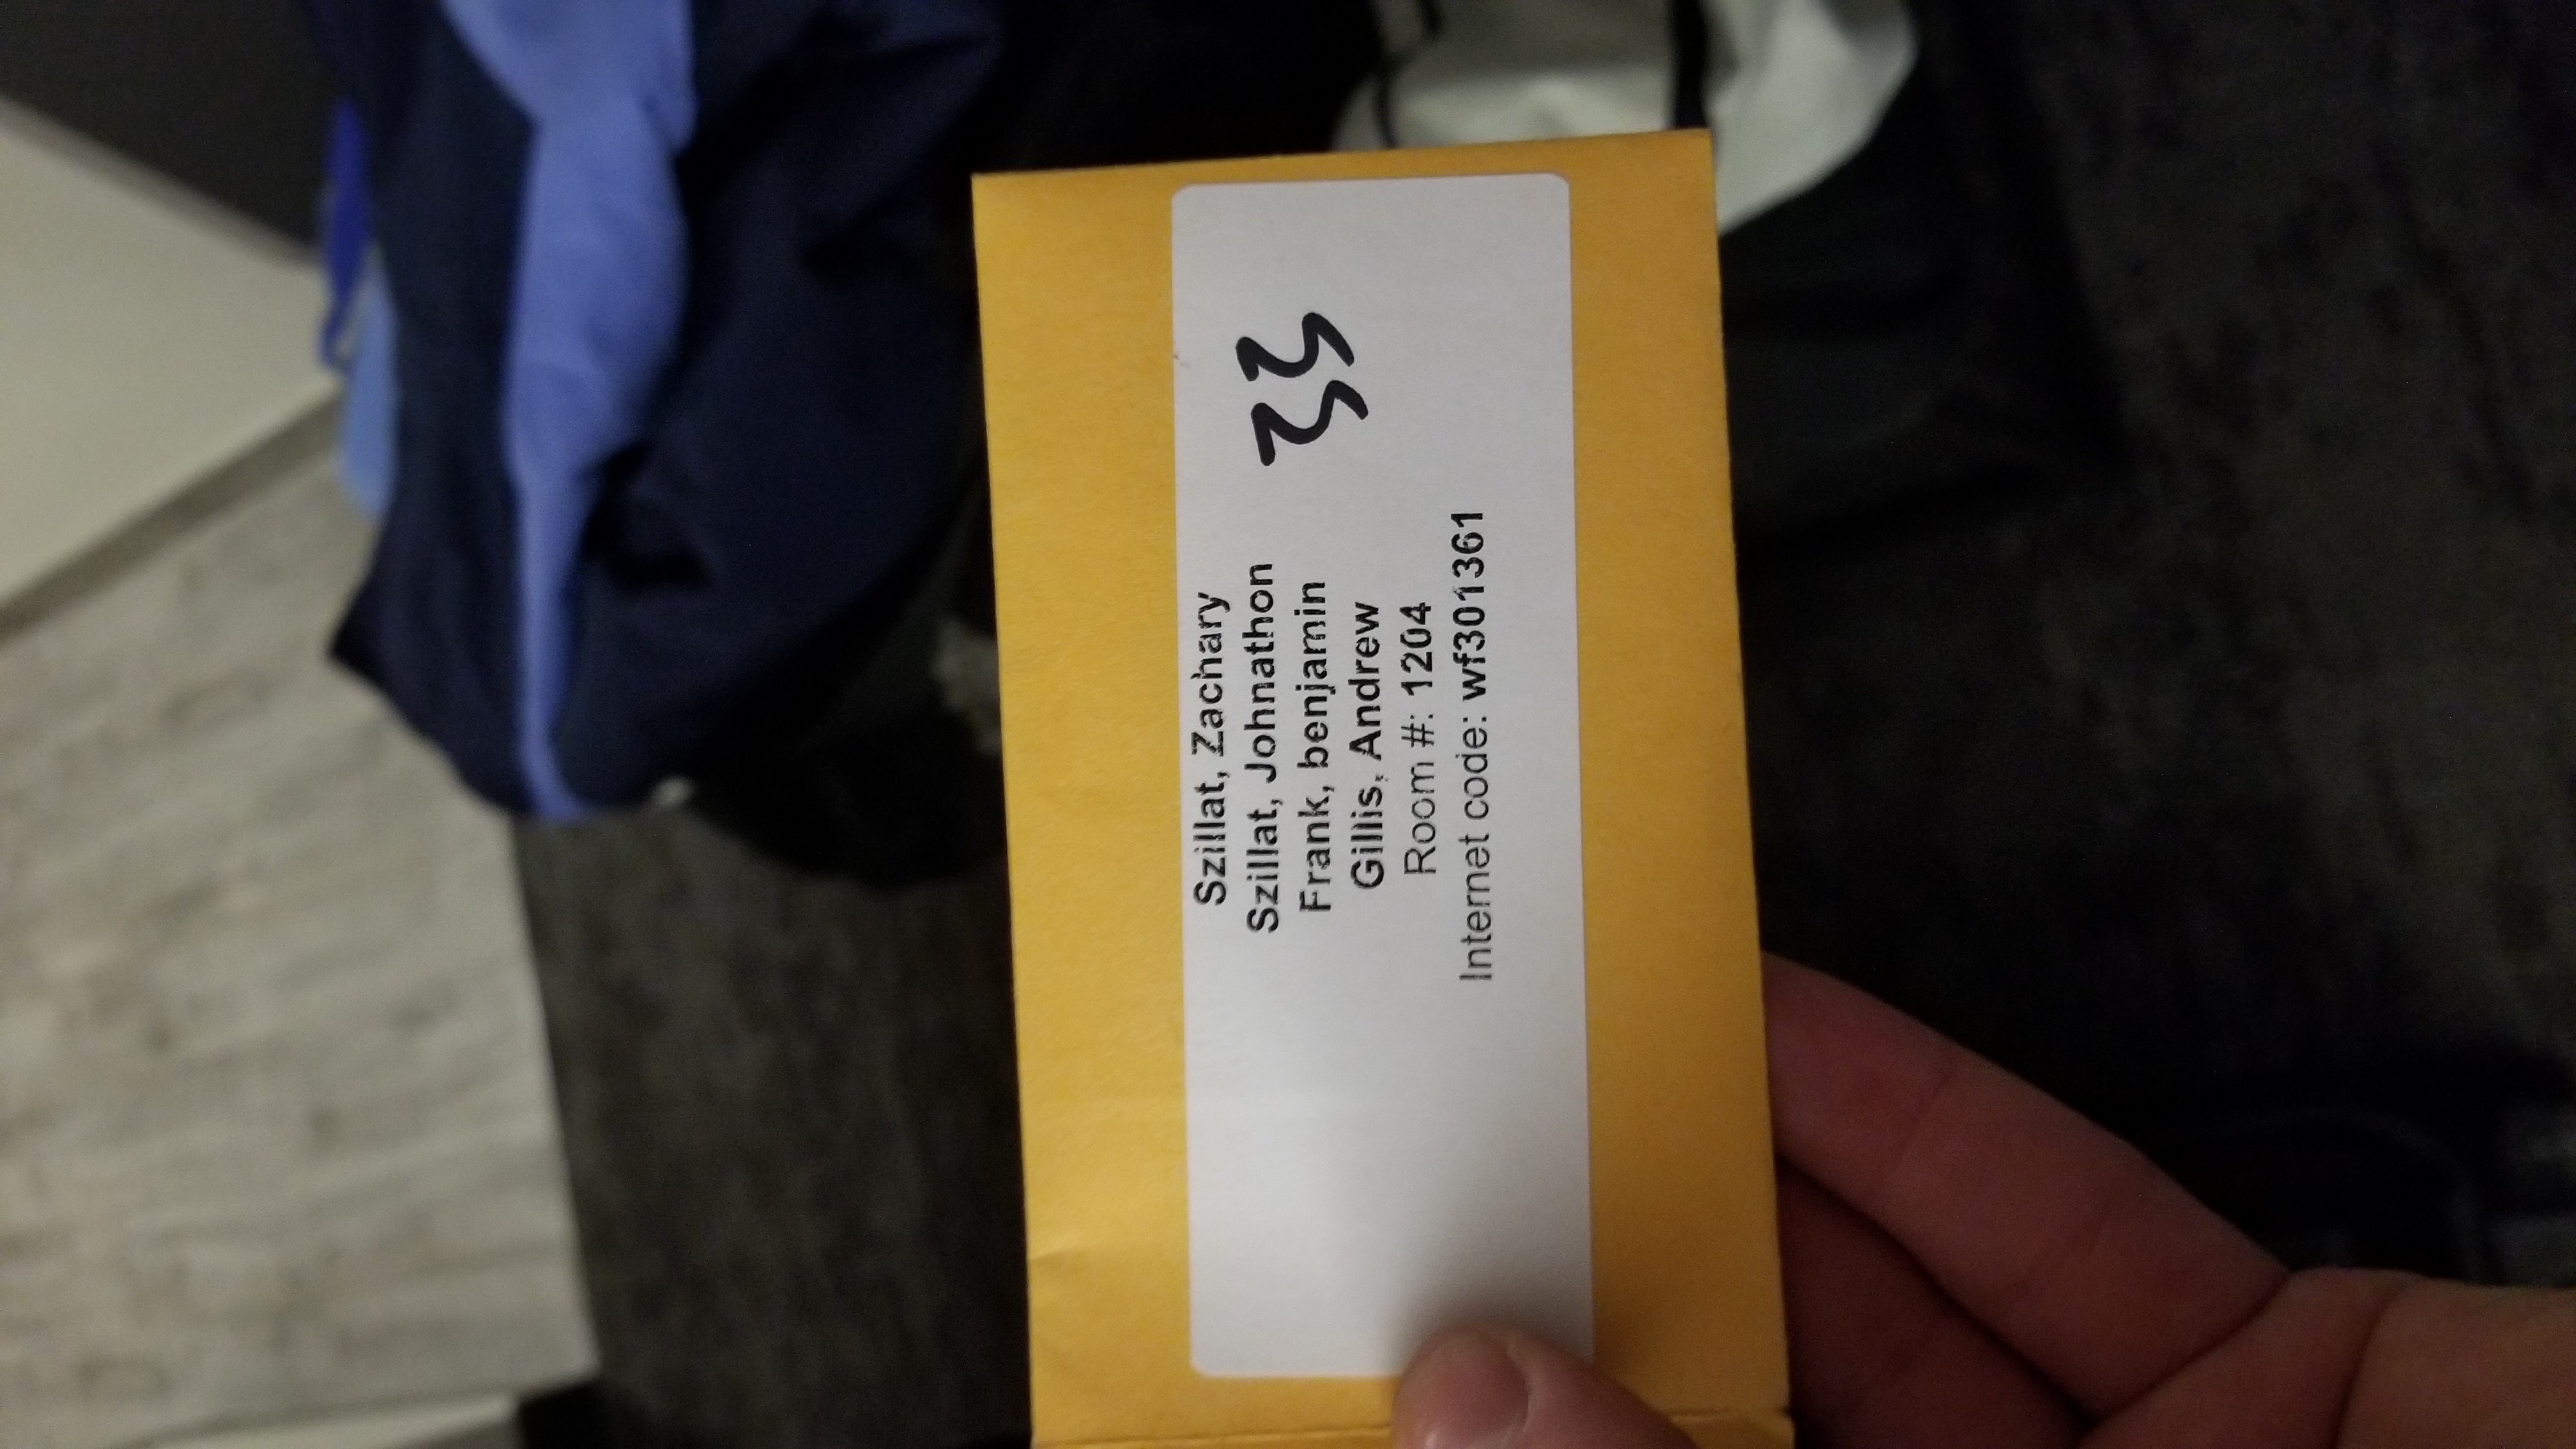 Szillat, Zachary
33
Szillat, Johnathon
Frank, benjamin
Gillis, Andrew
Room #: 1204
Internet code: wf301361